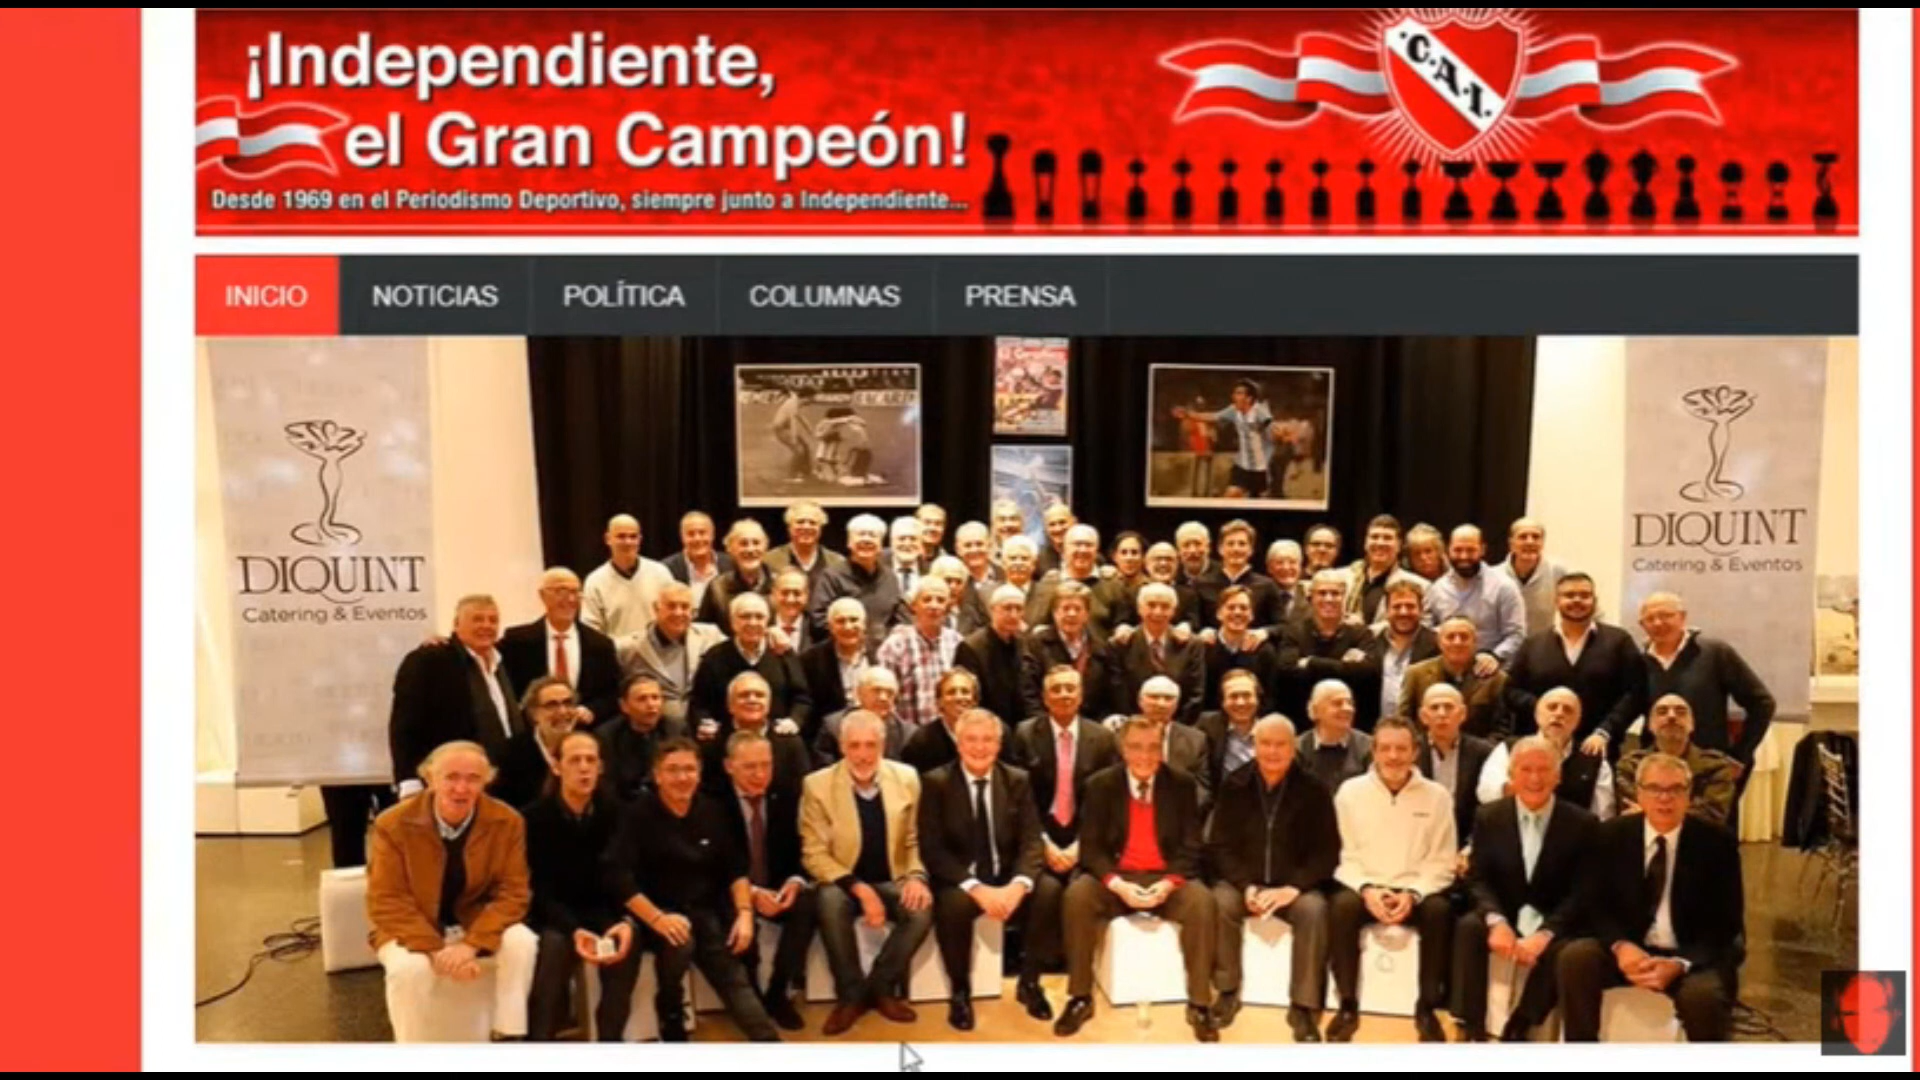 ¡Independiente,
el Gran Campeón!
Desde 1969 en el Periodismo Deportivo, siempre junto a Independiente...
·C·A·I·
INICIO
NOTICIAS
POLÍTICA
COLUMNAS
PRENSA
DIQUINT
Catering & Eventos
DIQUINT
Catering & Eventos